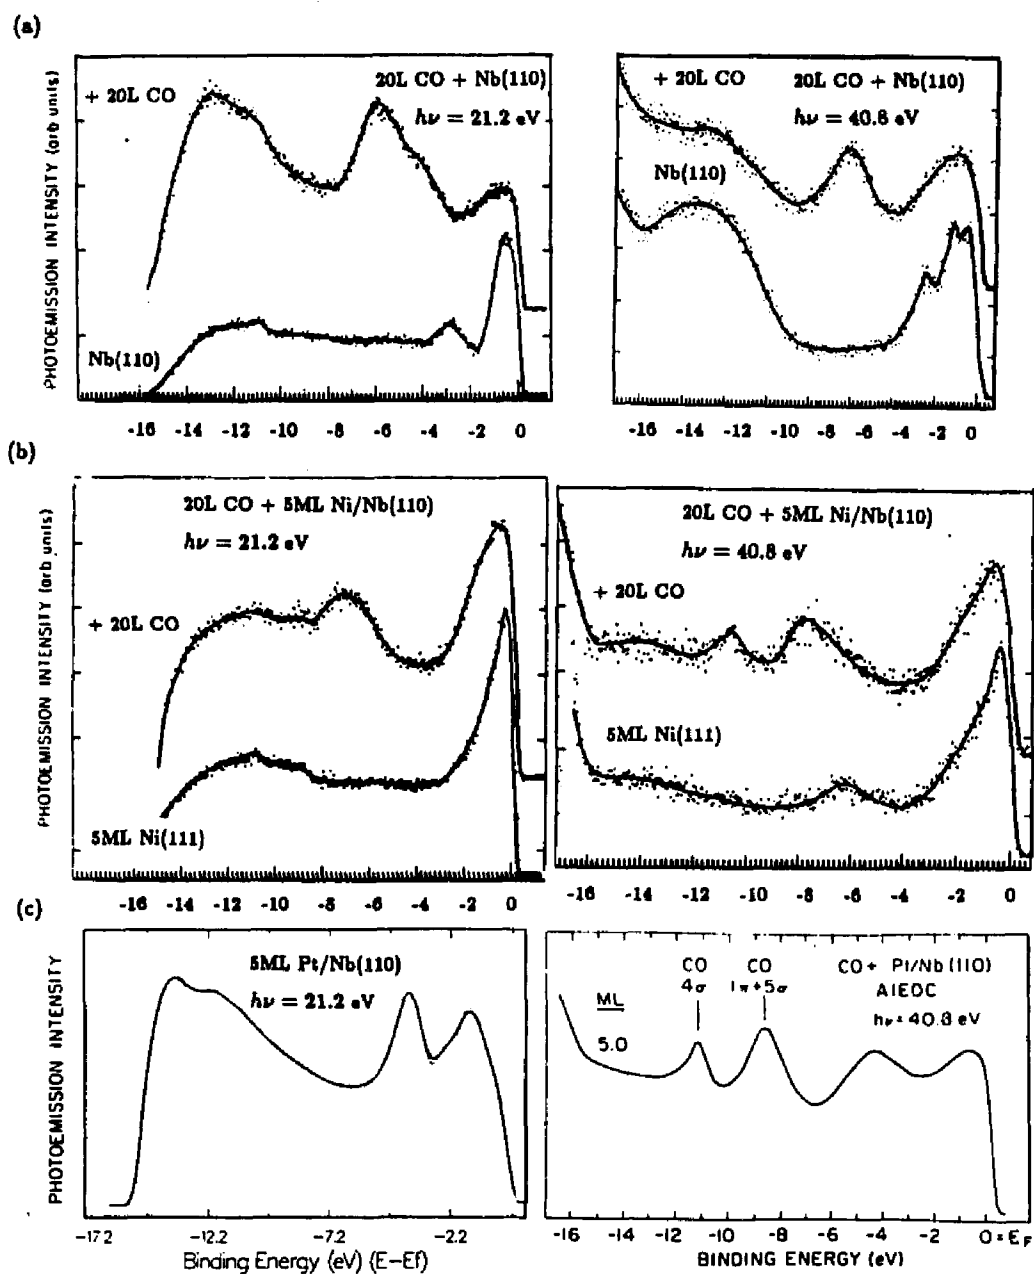 (a)
PHOTOEMISSION INTENSITY (arb units)
+ 20L CO
20L CO + Nb(110)
hν = 21.2 eV
Nb(110)
-16 -14 -12 -10 -8 -6 -4 -2 0
+ 20L CO
20L CO + Nb(110)
hν = 40.8 eV
Nb(110)
-16 -14 -12 -10 -8 -6 -4 -2 0
(b)
PHOTOEMISSION INTENSITY (arb units)
20L CO + 5ML Ni/Nb(110)
hν = 21.2 eV
+ 20L CO
5ML Ni(111)
-16 -14 -12 -10 -8 -6 -4 -2 0
20L CO + 5ML Ni/Nb(110)
hν = 40.8 eV
+ 20L CO
5ML Ni(111)
-16 -14 -12 -10 -8 -6 -4 -2 0
(c)
PHOTOEMISSION INTENSITY
5ML Pt/Nb(110)
hν = 21.2 eV
-17.2 -12.2 -7.2 -2.2
Binding Energy (eV) (E-Ef)
CO CO CO + Pt/Nb(110)
4σ 1π+5σ AIEDC
ML hν = 40.8 eV
5.0
-16 -14 -12 -10 -8 -6 -4 -2 0 = EF
BINDING ENERGY (eV)